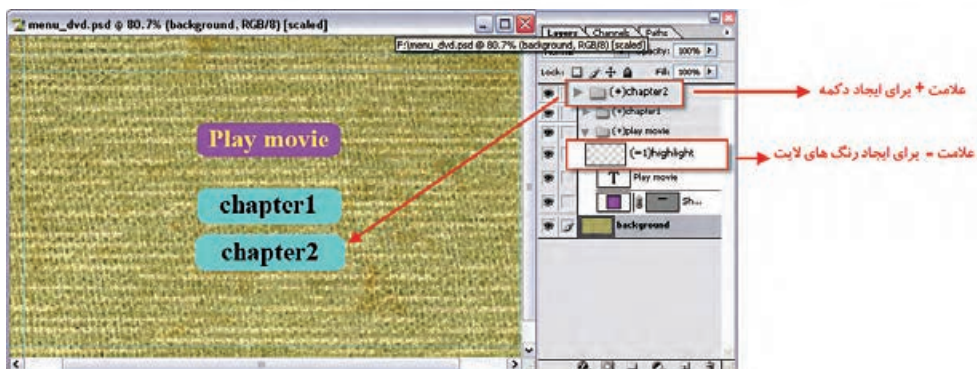 menu_dvd.psd @ 80.7% (background, RGB/8) [scaled]
F:\menu_dvd.psd @ 80.7% (background, RGB/8) [scaled]
Play movie
chapter1
chapter2
Layers Channels Paths
Opacity: 100%
Lock: Fill: 100%
(+)chapter2
(+)chapter1
(+)play movie
(=1)highlight
T Play movie
Sh...
background
علامت + برای ایجاد دکمه
علامت = برای ایجاد رنگ های لایت